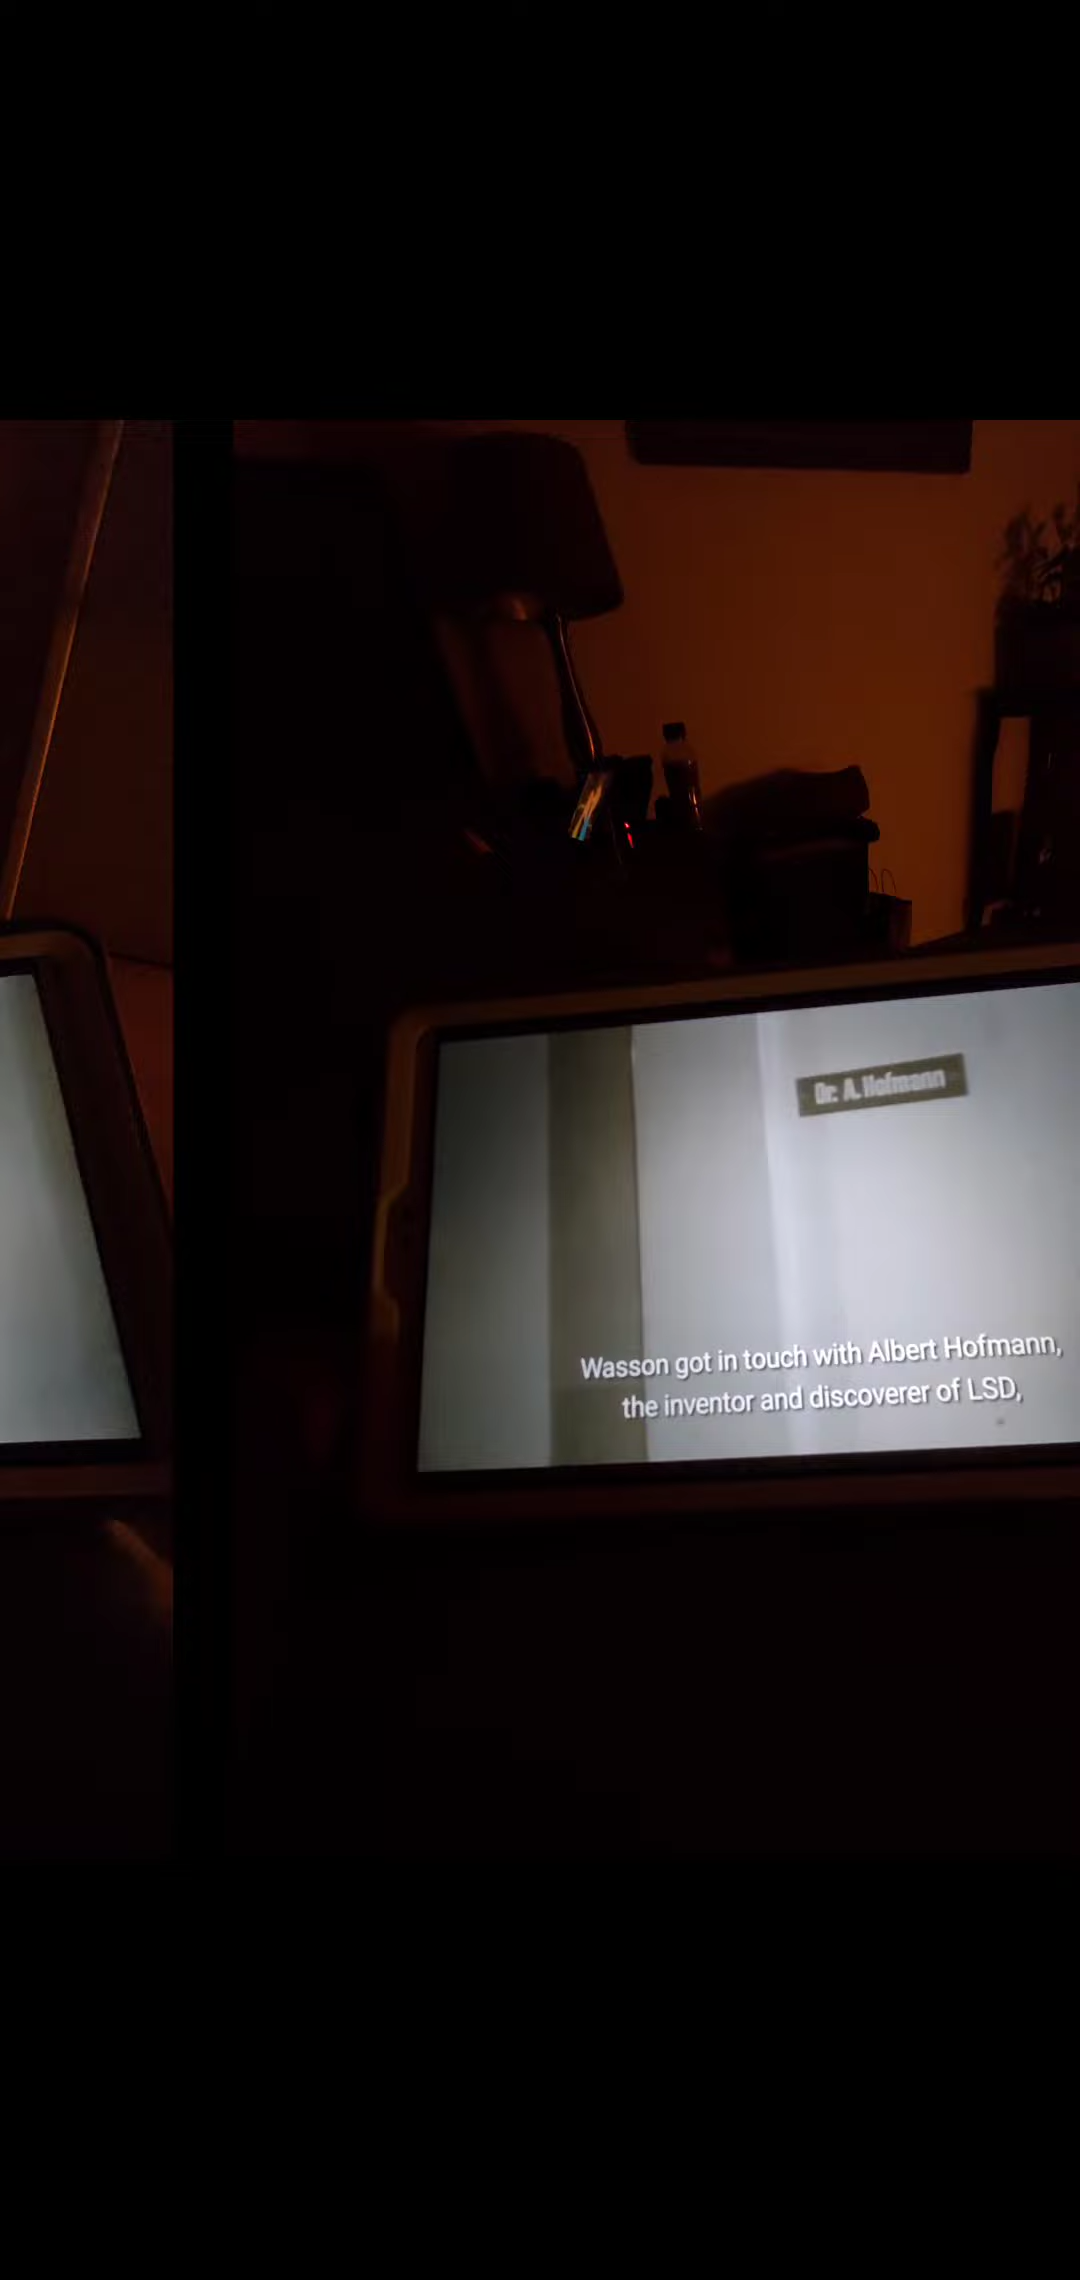 Dr. A. Hofmann
Wasson got in touch with Albert Hofmann,
the inventor and discoverer of LSD,